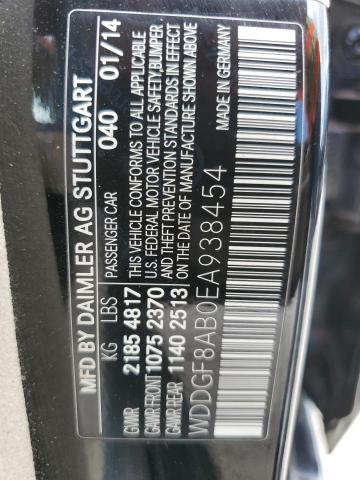 MFD BY DAIMLER AG STUTTGART
040 01/14
KG LBS PASSENGER CAR
GVWR 2185 4817 THIS VEHICLE CONFORMS TO ALL APPLICABLE
GAWR FRONT 1075 2370 U.S. FEDERAL MOTOR VEHICLE SAFETY, BUMPER,
GAWR REAR 1140 2513 AND THEFT PREVENTION STANDARDS IN EFFECT
ON THE DATE OF MANUFACTURE SHOWN ABOVE
WDDGF8AB0EA938454 MADE IN GERMANY